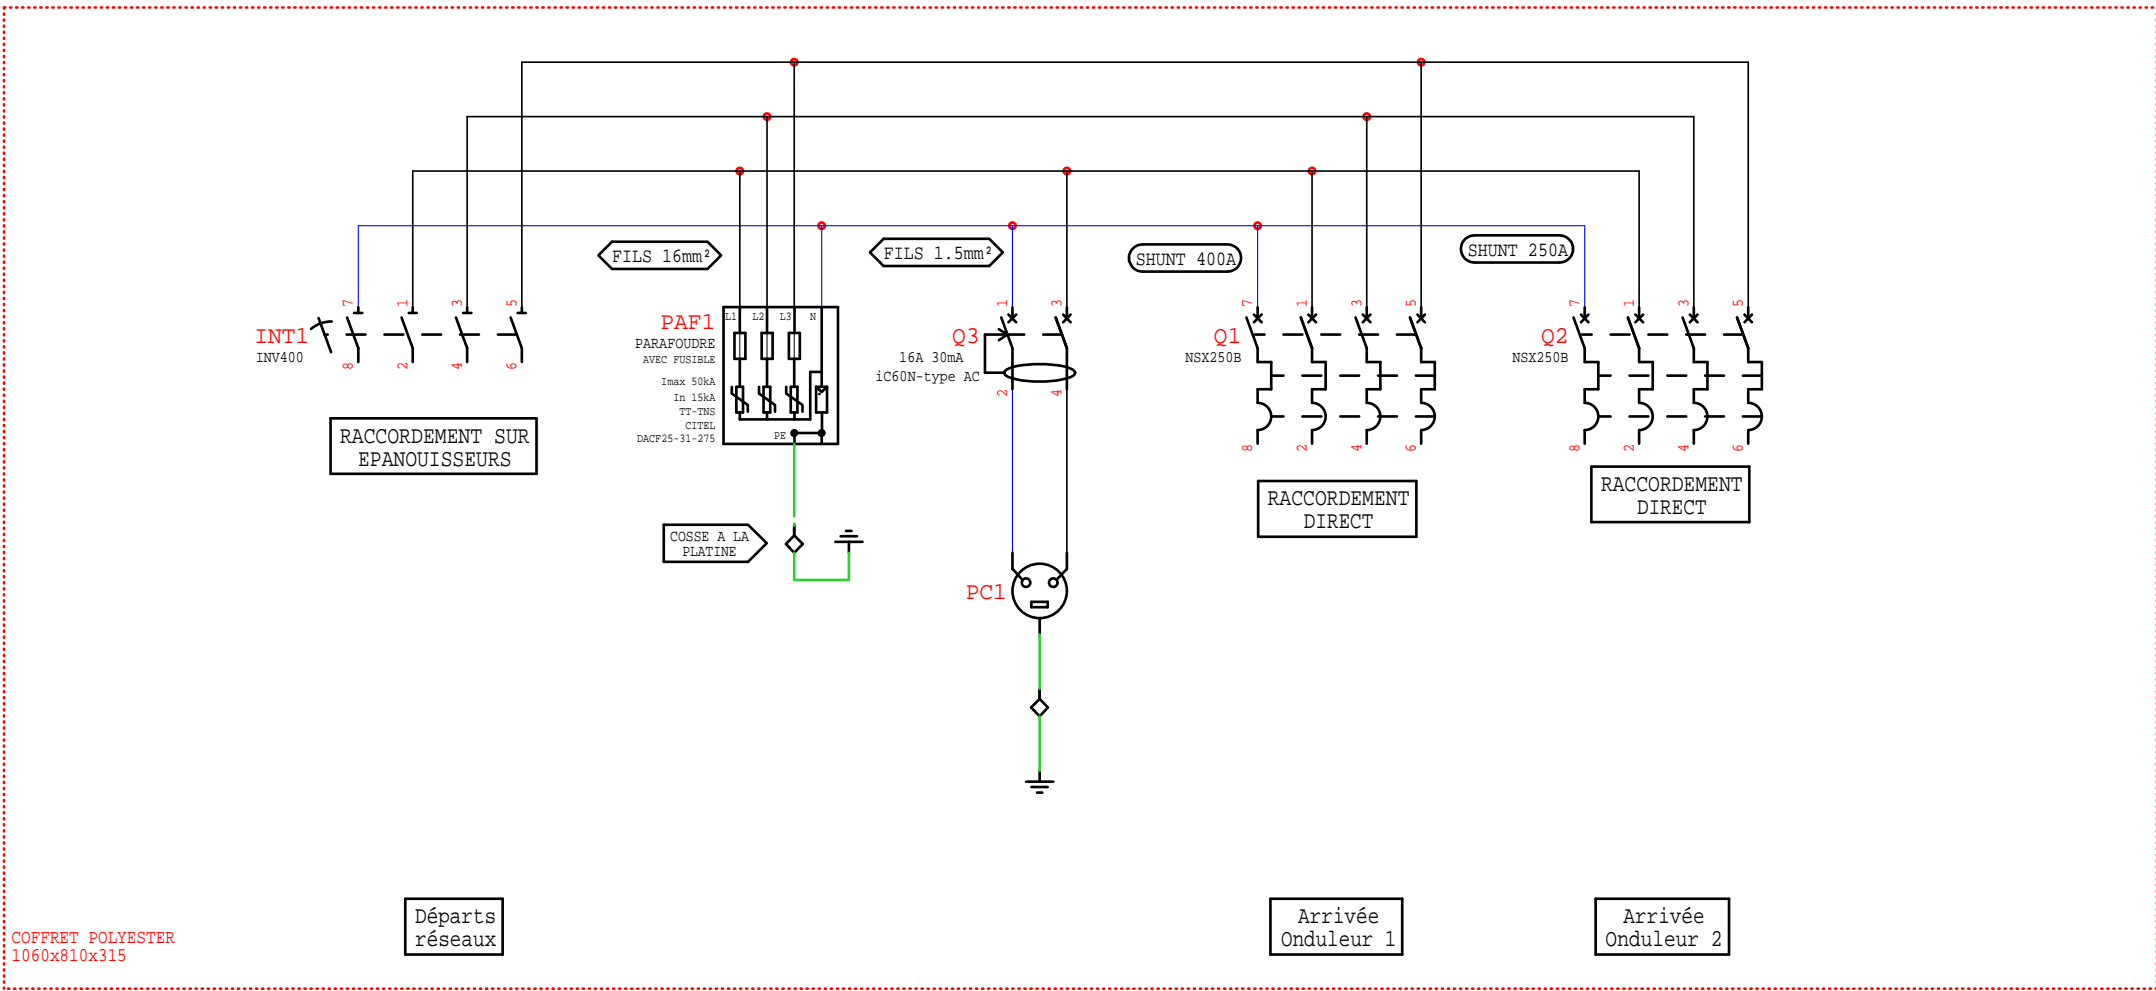 FILS 16mm²
FILS 1.5mm²
SHUNT 400A
SHUNT 250A
7 1 3 5
INT1
INV400
8 2 4 6
RACCORDEMENT SUR
EPANOUISSEURS
L1 L2 L3 N
PAF1
PARAFOUDRE
AVEC FUSIBLE
Imax 50kA
In 15kA
TT-TNS
CITEL
DACF25-31-275
PE
COSSE A LA
PLATINE
1 3
Q3
16A 30mA
iC60N-type AC
2 4
PC1
7 1 3 5
Q1
NSX250B
8 2 4 6
RACCORDEMENT
DIRECT
7 1 3 5
Q2
NSX250B
8 2 4 6
RACCORDEMENT
DIRECT
COFFRET POLYESTER
1060x810x315
Départs
réseaux
Arrivée
Onduleur 1
Arrivée
Onduleur 2